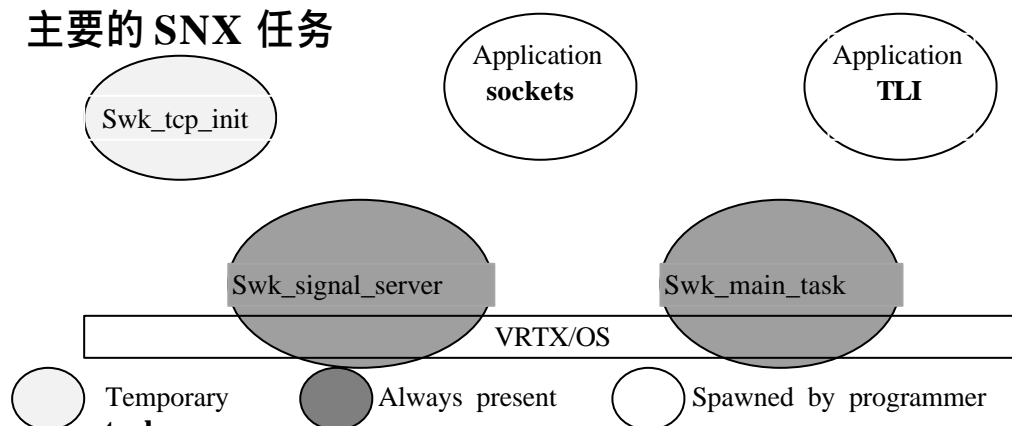 主要的 SNX 任务
Application
sockets
Application
TLI
Swk_tcp_init
Swk_signal_server
Swk_main_task
VRTX/OS
Temporary
Always present
Spawned by programmer